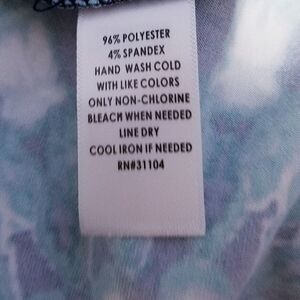 96% POLYESTER
4% SPANDEX
HAND WASH COLD
WITH LIKE COLORS
ONLY NON-CHLORINE
BLEACH WHEN NEEDED
LINE DRY
COOL IRON IF NEEDED
RN#31104